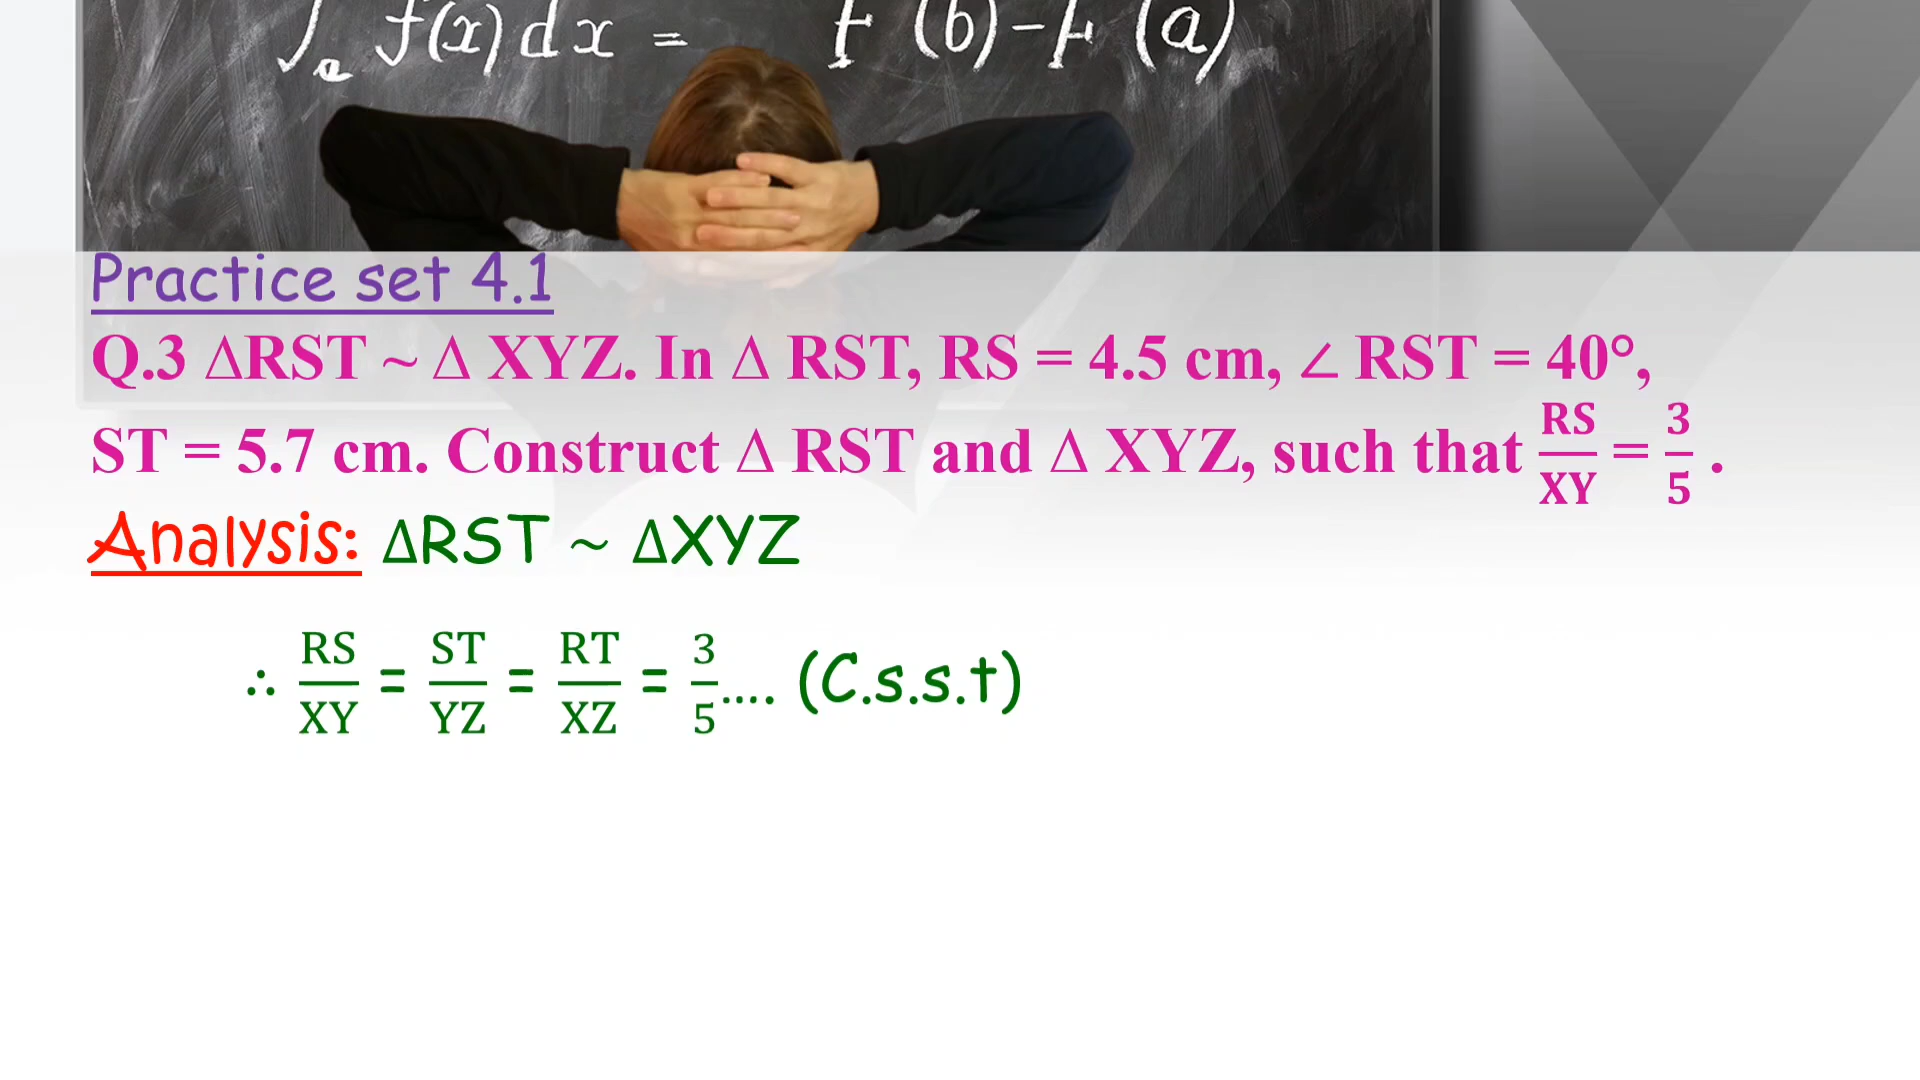 ∫a f(x) dx = F (b) - F (a)
Practice set 4.1
Q.3 ΔRST ~ Δ XYZ. In Δ RST, RS = 4.5 cm, ∠ RST = 40°,
ST = 5.7 cm. Construct Δ RST and Δ XYZ, such that RS/XY = 3/5 .
Analysis: ΔRST ~ ΔXYZ
∴ RS/XY = ST/YZ = RT/XZ = 3/5.... (C.s.s.t)